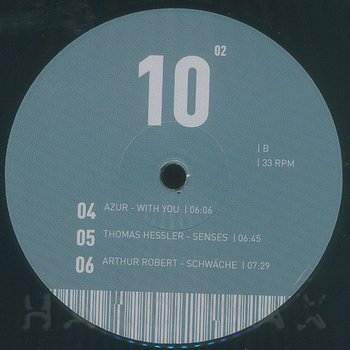 10 02
| B
| 33 RPM
04 AZUR - WITH YOU | 06:06
05 THOMAS HESSLER - SENSES | 06:45
06 ARTHUR ROBERT - SCHWÄCHE | 07:29